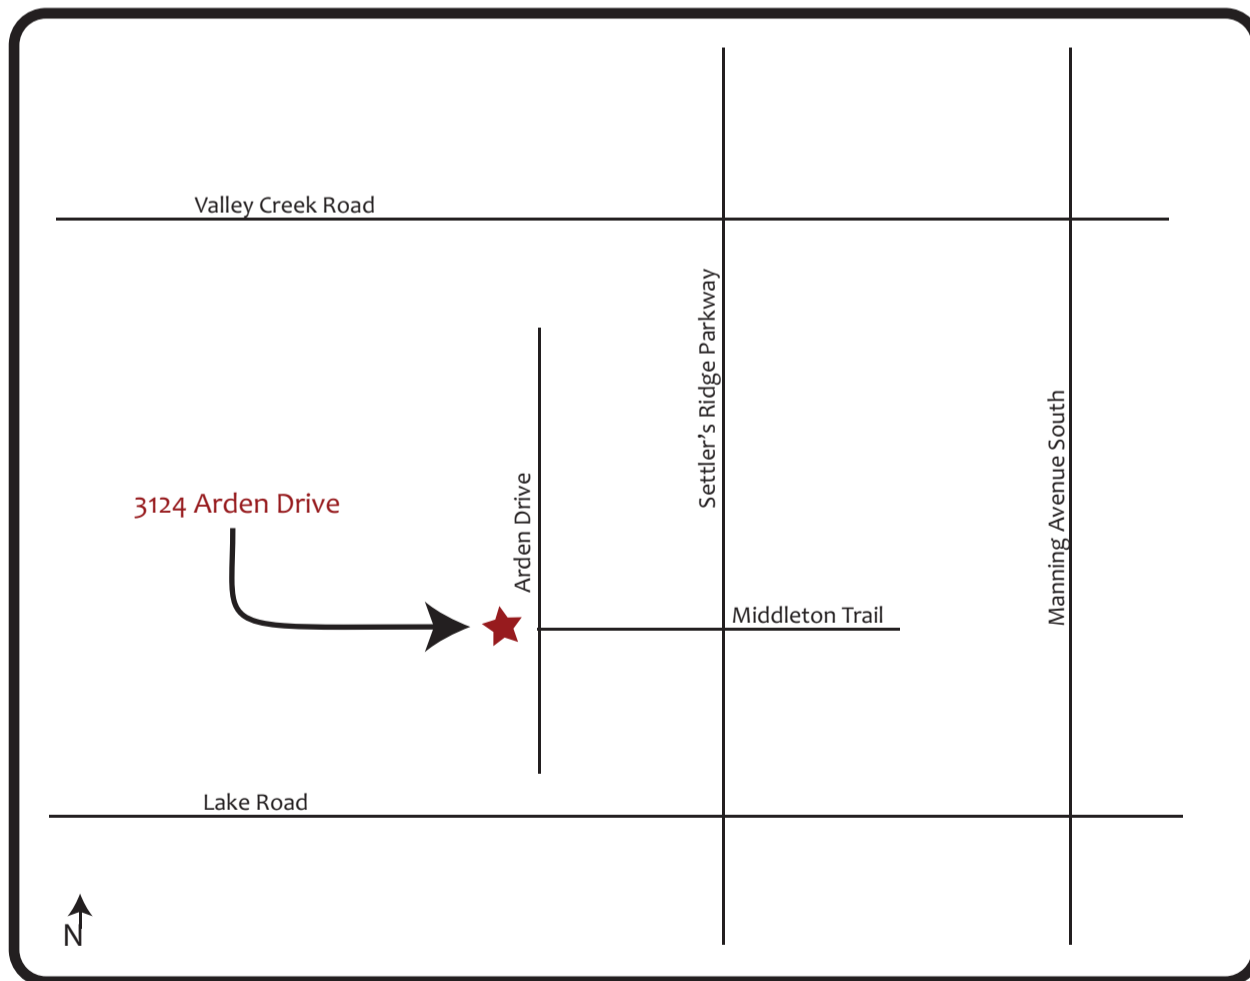 Valley Creek Road
Settler’s Ridge Parkway
Manning Avenue South
Arden Drive
3124 Arden Drive
Middleton Trail
Lake Road
N